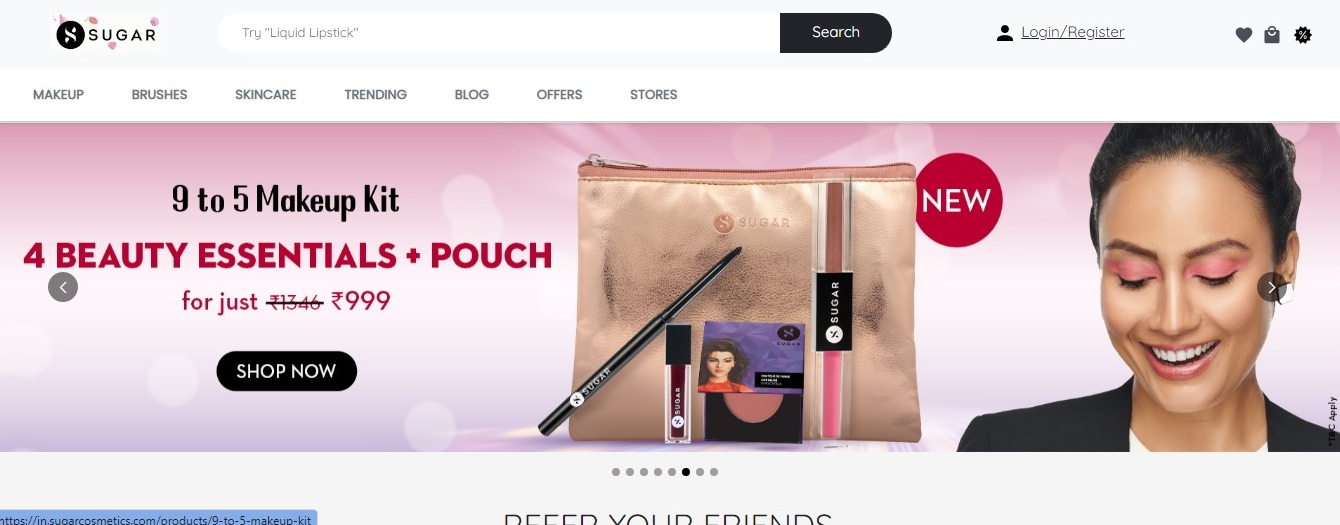 SUGAR
Try "Liquid Lipstick"
Search
Login/Register
MAKEUP BRUSHES SKINCARE TRENDING BLOG OFFERS STORES
9 to 5 Makeup Kit
4 BEAUTY ESSENTIALS + POUCH
for just ₹1346 ₹999
SHOP NOW
SUGAR
SUGAR
SUGAR
SUGAR
SUGAR
NEW
*T&C Apply
REFER YOUR FRIENDS
https://in.sugarcosmetics.com/products/9-to-5-makeup-kit